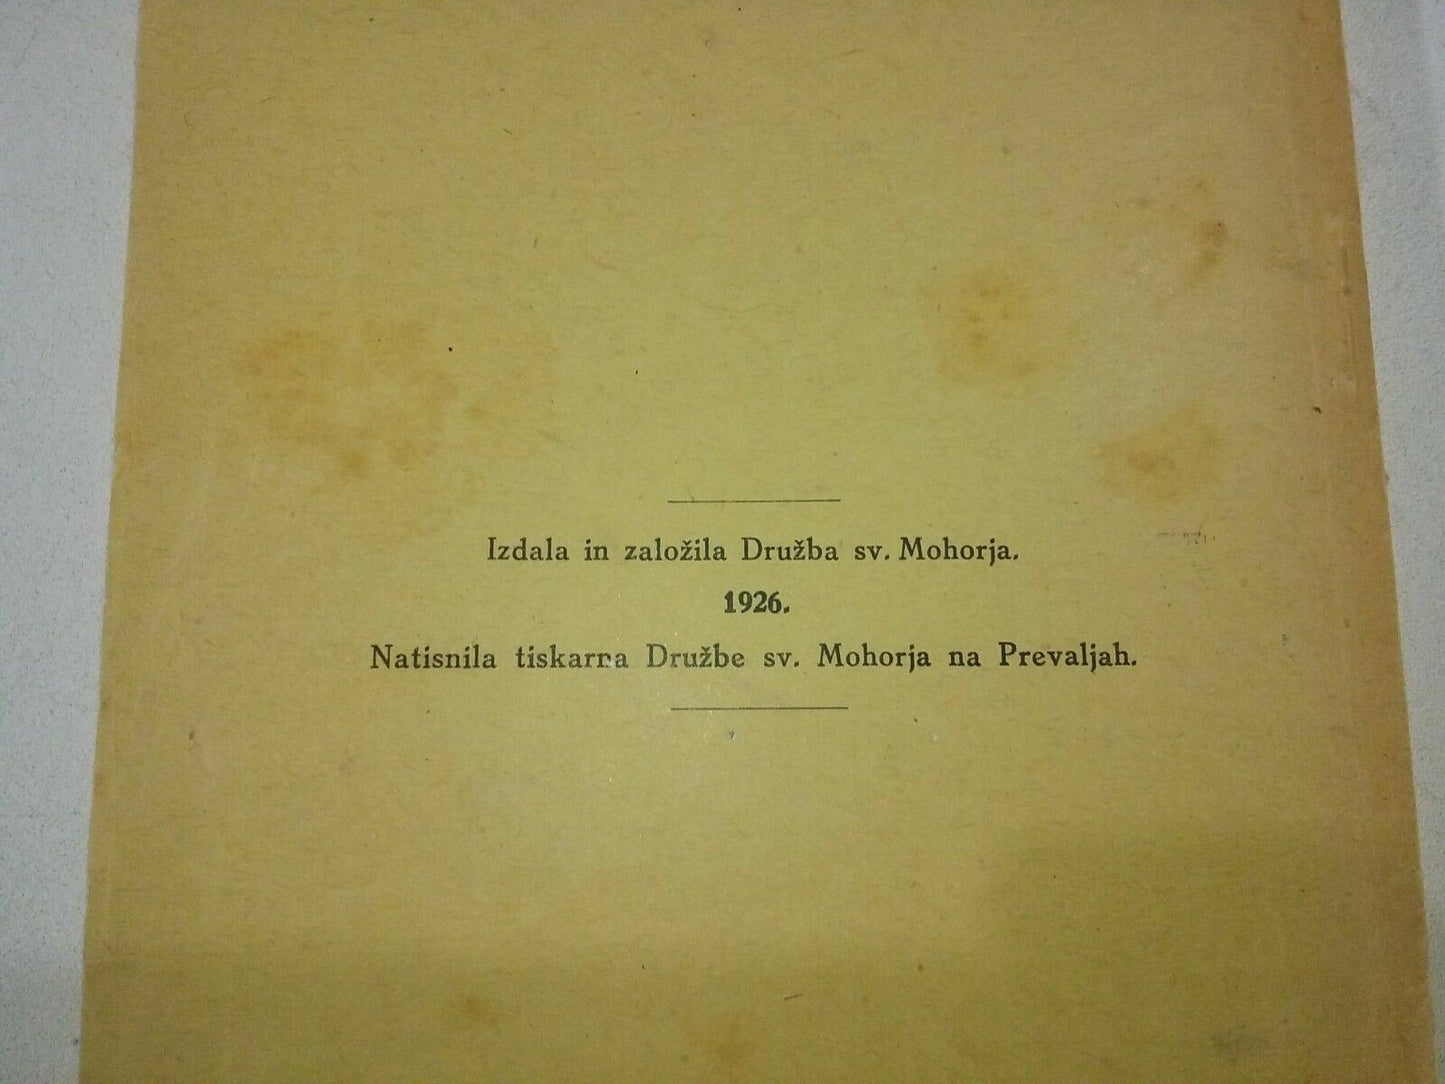 Izdala in založila Družba sv. Mohorja.
1926.
Natisnila tiskarna Družbe sv. Mohorja na Prevaljah.